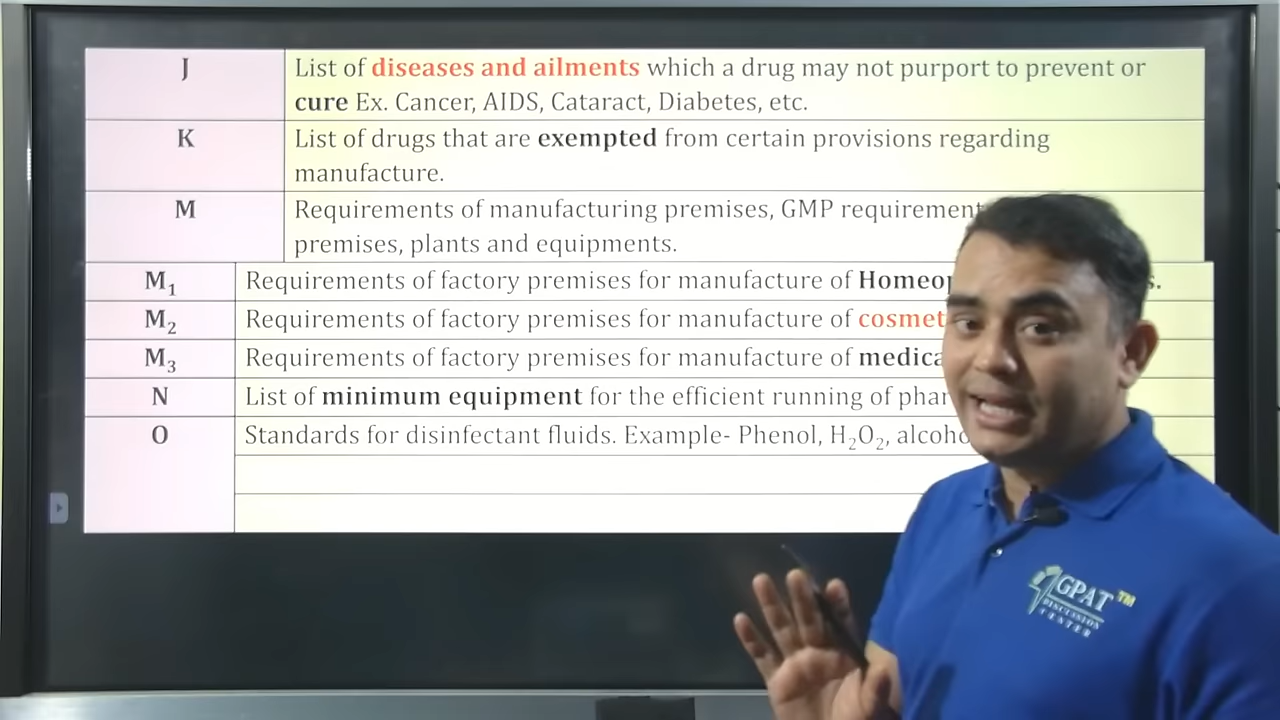 J
List of diseases and ailments which a drug may not purport to prevent or
cure Ex. Cancer, AIDS, Cataract, Diabetes, etc.
K
List of drugs that are exempted from certain provisions regarding
manufacture.
M
Requirements of manufacturing premises, GMP requirement
premises, plants and equipments.
M₁
Requirements of factory premises for manufacture of
M₂
Requirements of factory premises for manufacture of
M₃
Requirements of factory premises for manufacture of
N
List of minimum equipment for the efficient running of
O
Standards for disinfectant fluids. Example- Phenol, H₂O₂,
GPAT TM
DISCUSSION
CENTER